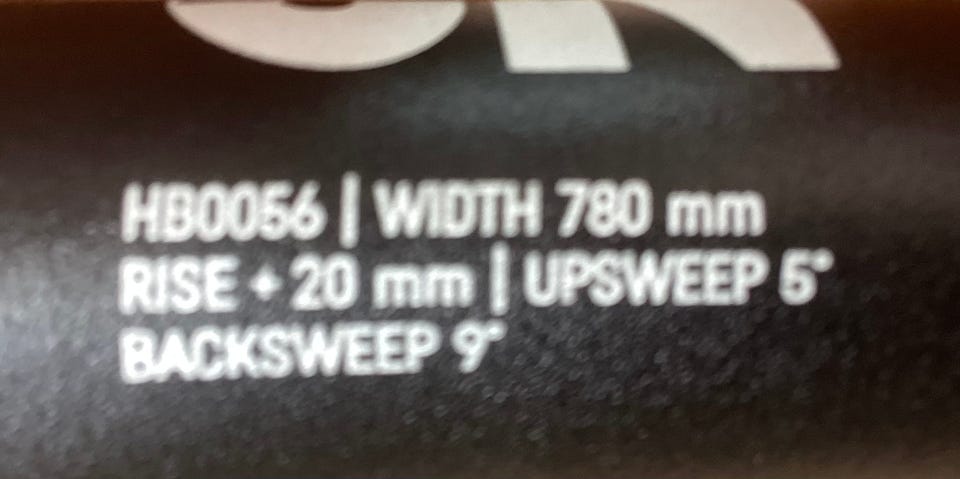 HB0056 | WIDTH 780 mm
RISE + 20 mm | UPSWEEP 5°
BACKSWEEP 9°